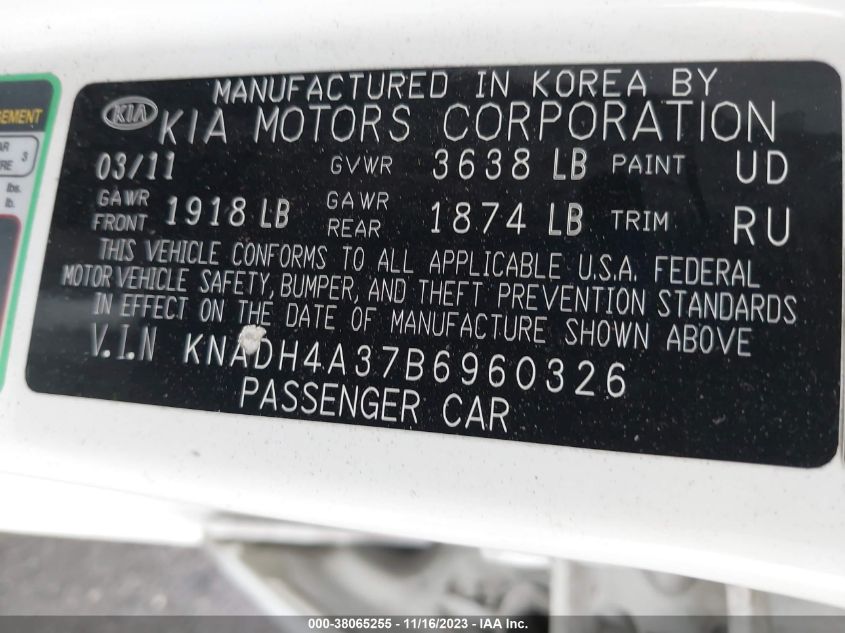 MANUFACTURED IN KOREA BY
KIA KIA MOTORS CORPORATION
03/11 GVWR 3638 LB PAINT UD
GAWR FRONT 1918 LB GAWR REAR 1874 LB TRIM RU
THIS VEHICLE CONFORMS TO ALL APPLICABLE U.S.A. FEDERAL
MOTOR VEHICLE SAFETY, BUMPER, AND THEFT PREVENTION STANDARDS
IN EFFECT ON THE DATE OF MANUFACTURE SHOWN ABOVE
V.I.N KNADH4A37B6960326
PASSENGER CAR
3
lbs.
lb.
000-38065255 - 11/16/2023 - IAA Inc.